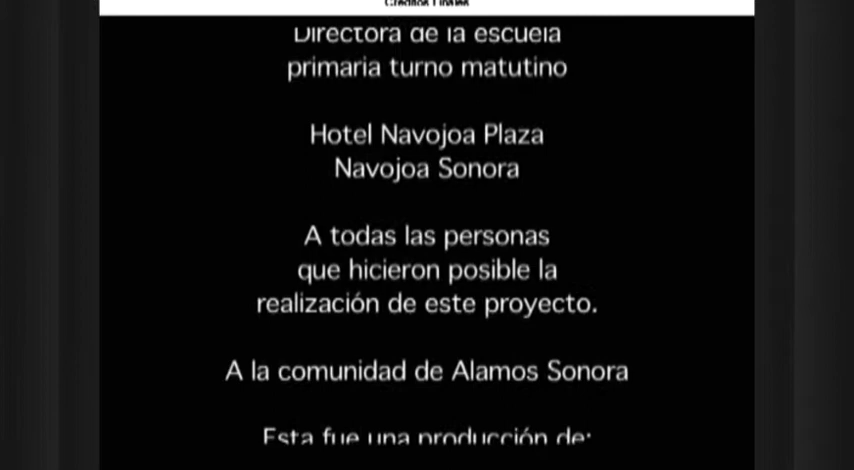 Directora de la escuela
primaria turno matutino
Hotel Navojoa Plaza
Navojoa Sonora
A todas las personas
que hicieron posible la
realización de este proyecto.
A la comunidad de Alamos Sonora
Esta fue una producción de: